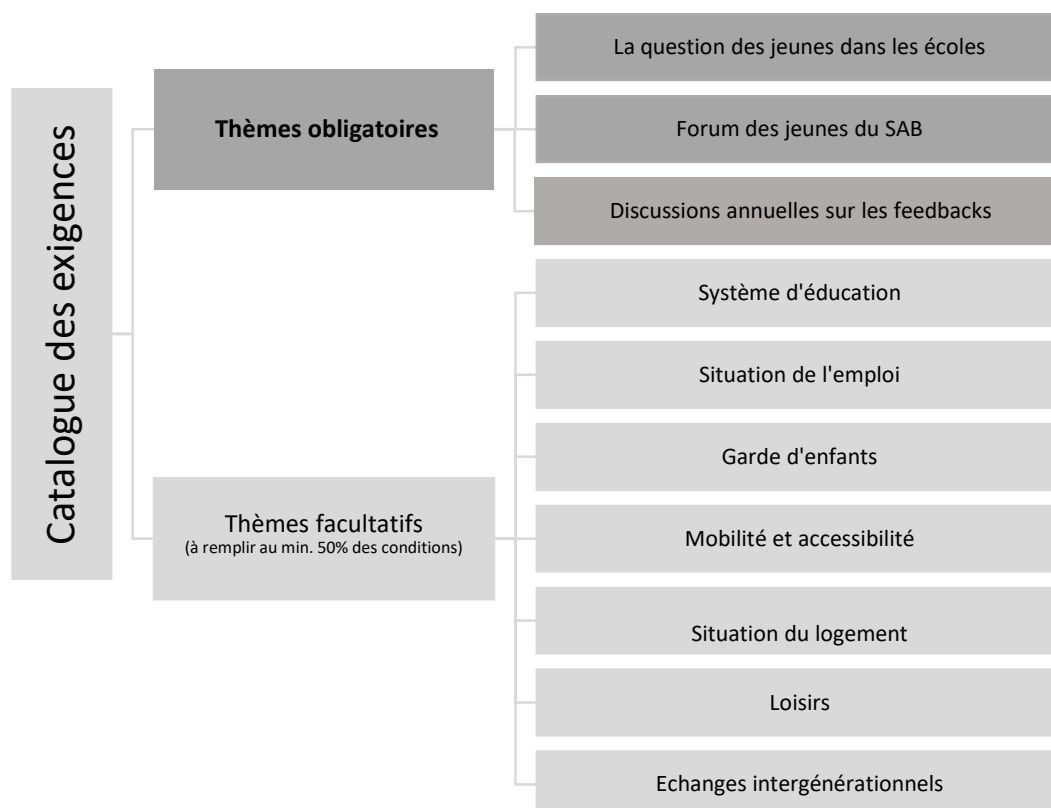 Catalogue des exigences
Thèmes obligatoires
La question des jeunes dans les écoles
Forum des jeunes du SAB
Discussions annuelles sur les feedbacks
Thèmes facultatifs
(à remplir au min. 50% des conditions)
Système d'éducation
Situation de l'emploi
Garde d'enfants
Mobilité et accessibilité
Situation du logement
Loisirs
Echanges intergénérationnels